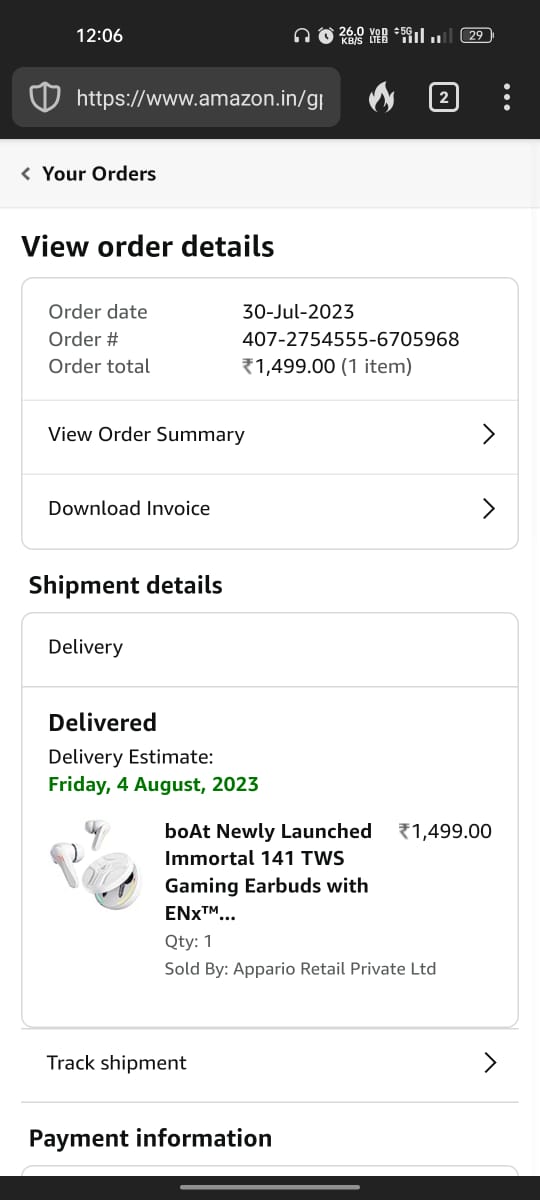 12:06
26.0 KB/S
VoD LTEB
5G
29
https://www.amazon.in/gp
2
Your Orders
View order details
Order date 30-Jul-2023
Order # 407-2754555-6705968
Order total ₹1,499.00 (1 item)
View Order Summary
Download Invoice
Shipment details
Delivery
Delivered
Delivery Estimate:
Friday, 4 August, 2023
boAt Newly Launched ₹1,499.00
Immortal 141 TWS
Gaming Earbuds with
ENx™...
Qty: 1
Sold By: Appario Retail Private Ltd
Track shipment
Payment information